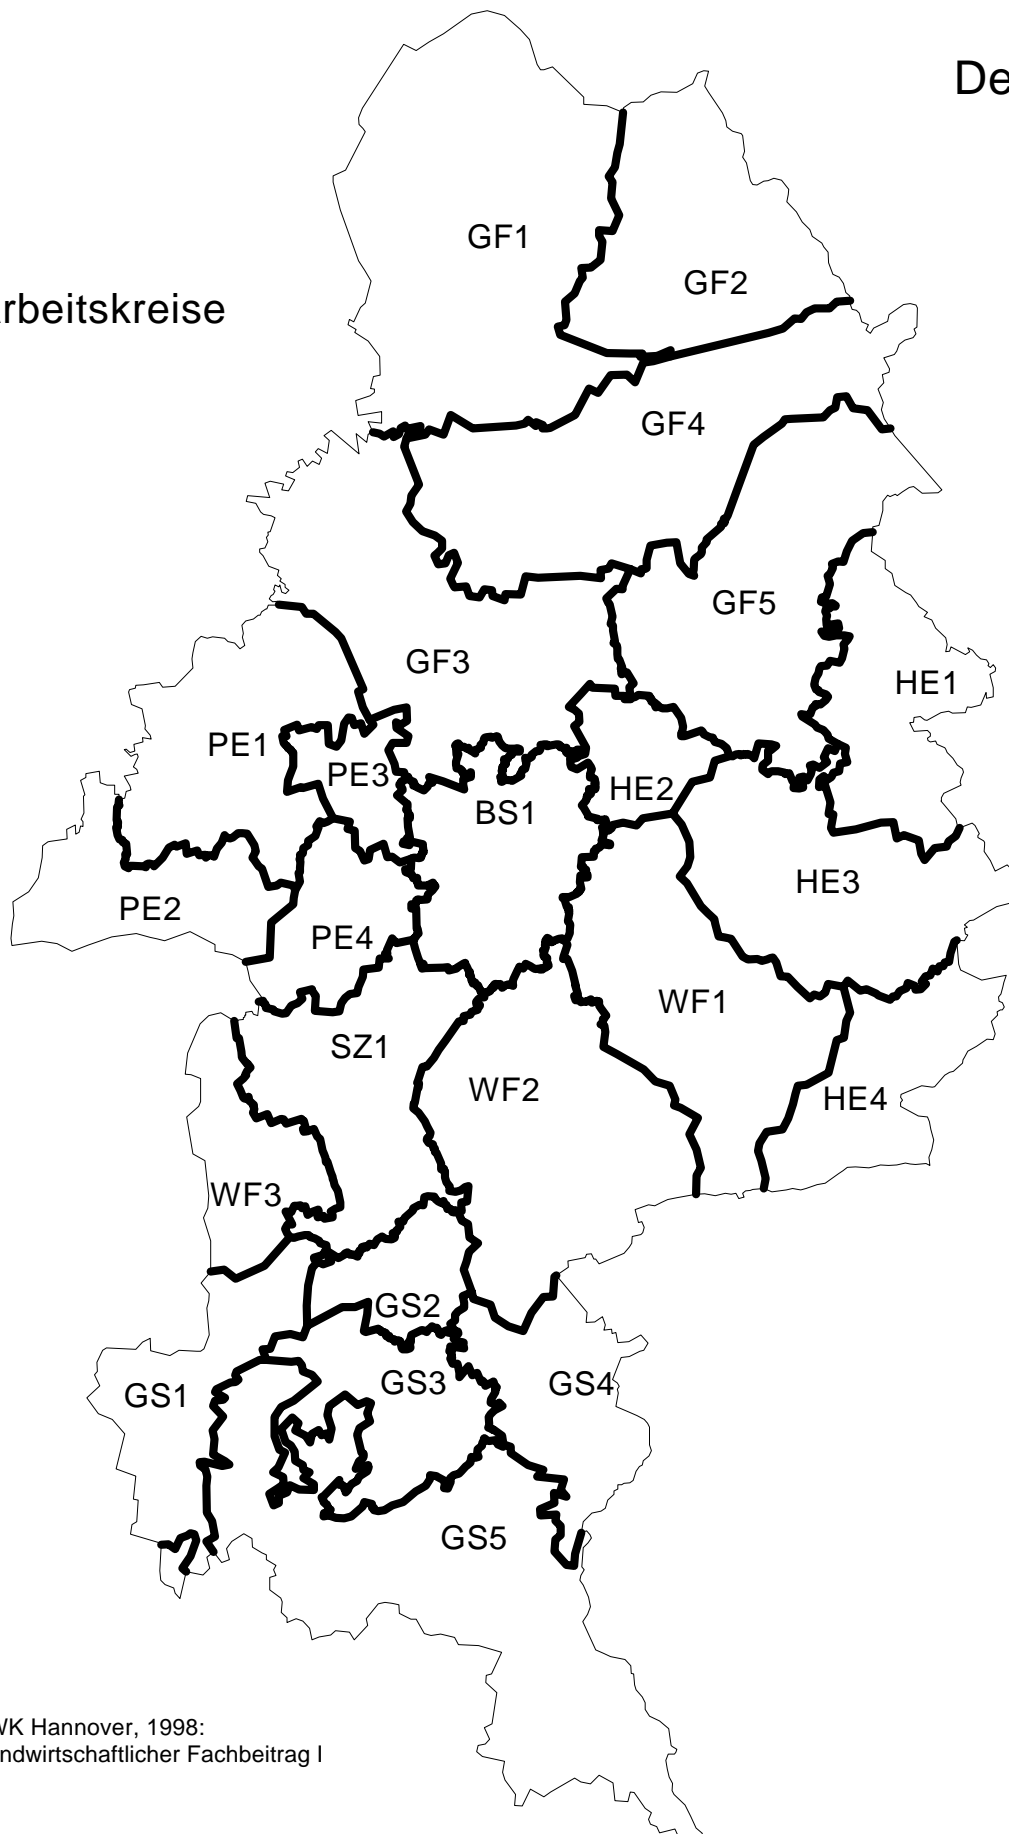 De
rbeitskreise
GF1
GF2
GF4
GF5
GF3
HE1
PE1
PE3
HE2
BS1
HE3
PE2
PE4
WF1
SZ1
WF2
HE4
WF3
GS2
GS3
GS4
GS1
GS5
WK Hannover, 1998:
ndwirtschaftlicher Fachbeitrag I